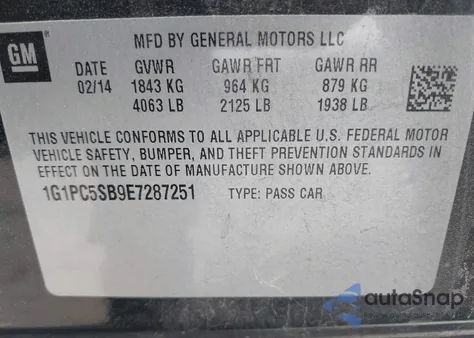 GM
MFD BY GENERAL MOTORS LLC
DATE GVWR GAWR FRT GAWR RR
02/14 1843 KG 964 KG 879 KG
4063 LB 2125 LB 1938 LB
THIS VEHICLE CONFORMS TO ALL APPLICABLE U.S. FEDERAL MOTOR
VEHICLE SAFETY, BUMPER, AND THEFT PREVENTION STANDARDS IN
EFFECT ON THE DATE OF MANUFACTURE SHOWN ABOVE.
1G1PC5SB9E7287251 TYPE: PASS CAR
autoSnap